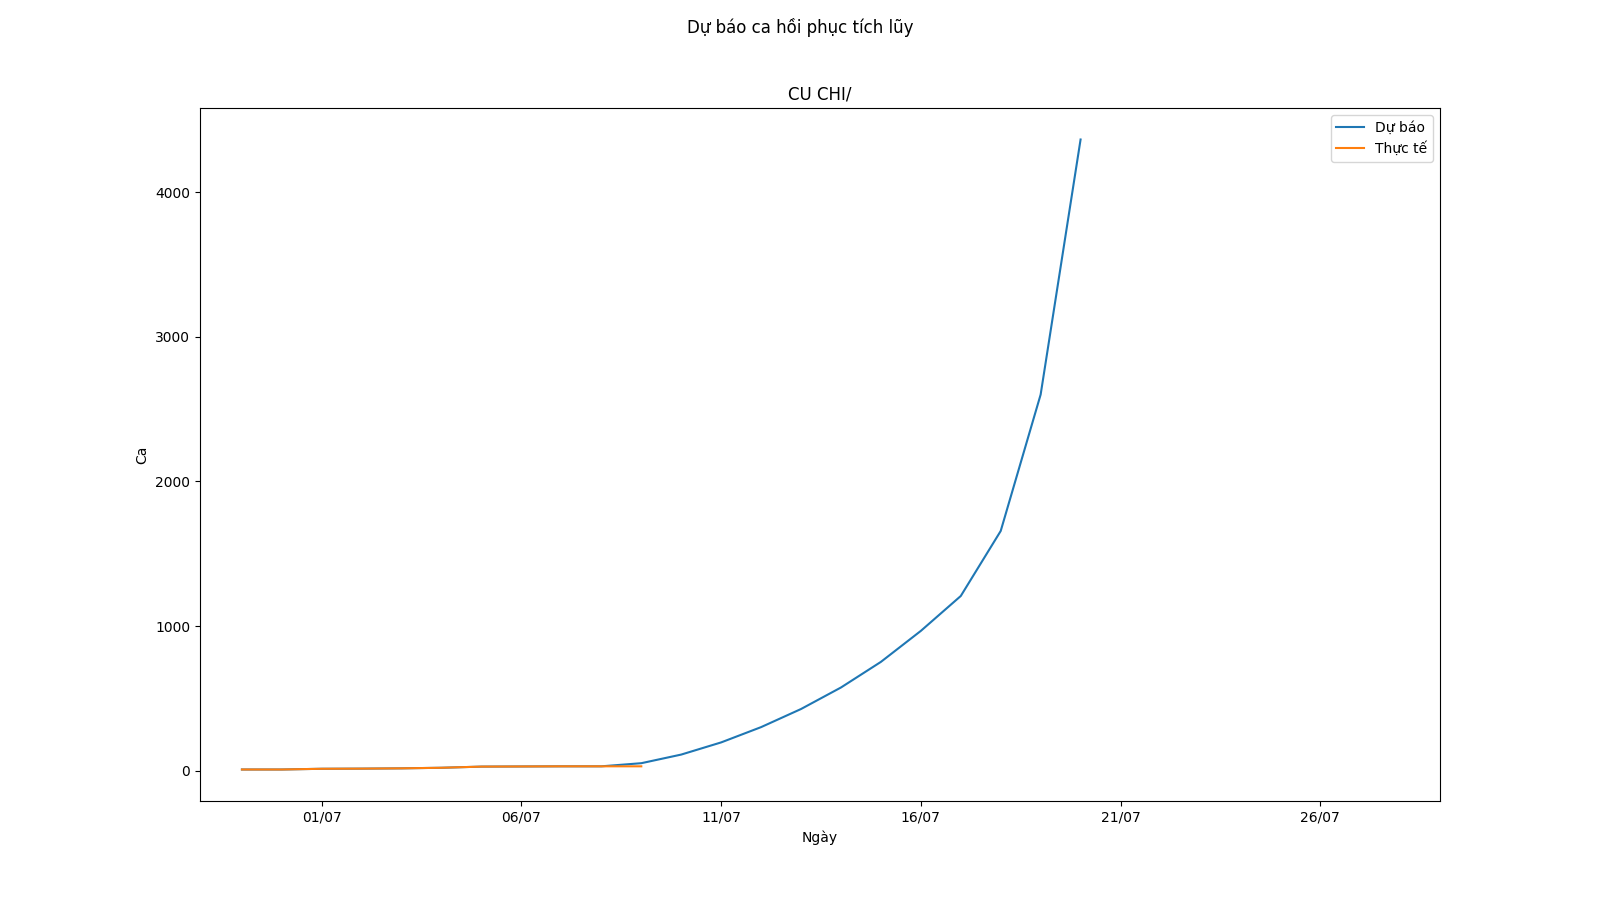 Dự báo ca hồi phục tích lũy
CU CHI/
Dự báo
Thực tế
4000
3000
2000
1000
0
Ca
01/07
06/07
11/07
16/07
21/07
26/07
Ngày